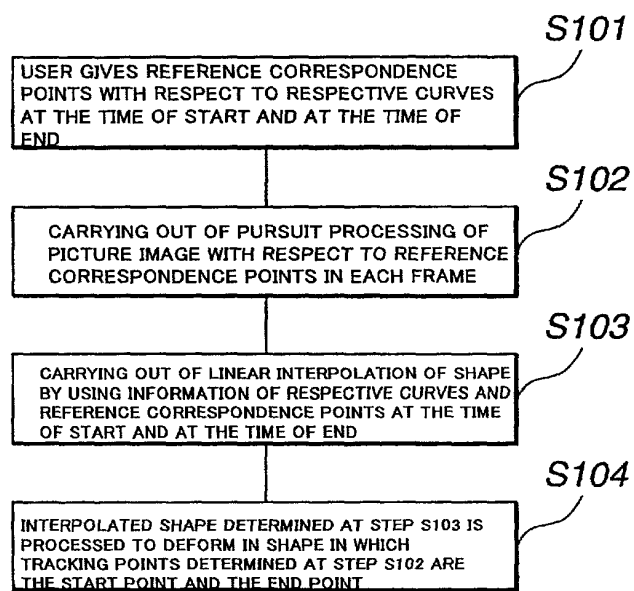 S101
USER GIVES REFERENCE CORRESPONDENCE
POINTS WITH RESPECT TO RESPECTIVE CURVES
AT THE TIME OF START AND AT THE TIME OF
END
S102
CARRYING OUT OF PURSUIT PROCESSING OF
PICTURE IMAGE WITH RESPECT TO REFERENCE
CORRESPONDENCE POINTS IN EACH FRAME
S103
CARRYING OUT OF LINEAR INTERPOLATION OF SHAPE
BY USING INFORMATION OF RESPECTIVE CURVES AND
REFERENCE CORRESPONDENCE POINTS AT THE TIME
OF START AND AT THE TIME OF END
S104
INTERPOLATED SHAPE DETERMINED AT STEP S103 IS
PROCESSED TO DEFORM IN SHAPE IN WHICH
TRACKING POINTS DETERMINED AT STEP S102 ARE
THE START POINT AND THE END POINT